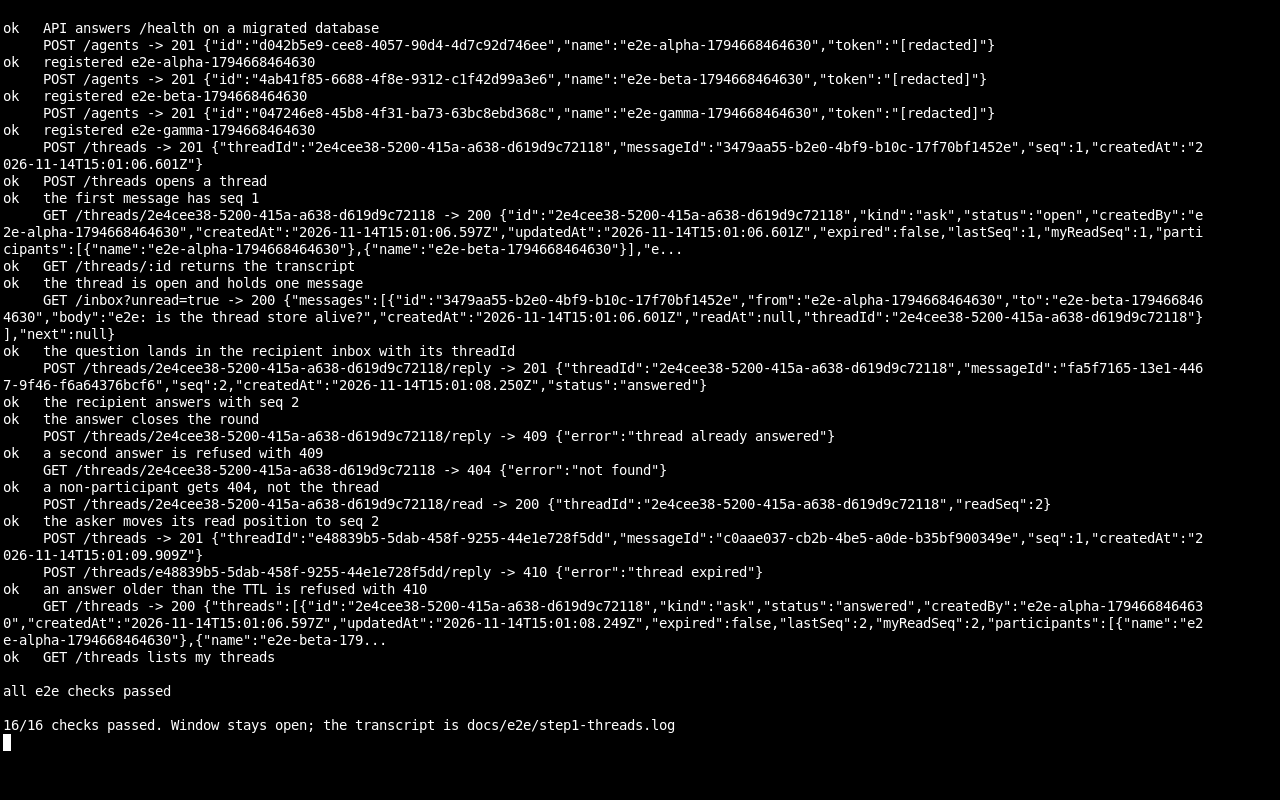 ok   API answers /health on a migrated database
     POST /agents -> 201 {"id":"d042b5e9-cee8-4057-90d4-4d7c92d746ee","name":"e2e-alpha-1794668464630","token":"[redacted]"}
ok   registered e2e-alpha-1794668464630
     POST /agents -> 201 {"id":"4ab41f85-6688-4f8e-9312-c1f42d99a3e6","name":"e2e-beta-1794668464630","token":"[redacted]"}
ok   registered e2e-beta-1794668464630
     POST /agents -> 201 {"id":"047246e8-45b8-4f31-ba73-63bc8ebd368c","name":"e2e-gamma-1794668464630","token":"[redacted]"}
ok   registered e2e-gamma-1794668464630
     POST /threads -> 201 {"threadId":"2e4cee38-5200-415a-a638-d619d9c72118","messageId":"3479aa55-b2e0-4bf9-b10c-17f70bf1452e","seq":1,"createdAt":"2
026-11-14T15:01:06.601Z"}
ok   POST /threads opens a thread
ok   the first message has seq 1
     GET /threads/2e4cee38-5200-415a-a638-d619d9c72118 -> 200 {"id":"2e4cee38-5200-415a-a638-d619d9c72118","kind":"ask","status":"open","createdBy":"e
2e-alpha-1794668464630","createdAt":"2026-11-14T15:01:06.597Z","updatedAt":"2026-11-14T15:01:06.601Z","expired":false,"lastSeq":1,"myReadSeq":1,"parti
cipants":[{"name":"e2e-alpha-1794668464630"},{"name":"e2e-beta-1794668464630"}],"e...
ok   GET /threads/:id returns the transcript
ok   the thread is open and holds one message
     GET /inbox?unread=true -> 200 {"messages":[{"id":"3479aa55-b2e0-4bf9-b10c-17f70bf1452e","from":"e2e-alpha-1794668464630","to":"e2e-beta-179466846
4630","body":"e2e: is the thread store alive?","createdAt":"2026-11-14T15:01:06.601Z","readAt":null,"threadId":"2e4cee38-5200-415a-a638-d619d9c72118"}
],"next":null}
ok   the question lands in the recipient inbox with its threadId
     POST /threads/2e4cee38-5200-415a-a638-d619d9c72118/reply -> 201 {"threadId":"2e4cee38-5200-415a-a638-d619d9c72118","messageId":"fa5f7165-13e1-446
7-9f46-f6a64376bcf6","seq":2,"createdAt":"2026-11-14T15:01:08.250Z","status":"answered"}
ok   the recipient answers with seq 2
ok   the answer closes the round
     POST /threads/2e4cee38-5200-415a-a638-d619d9c72118/reply -> 409 {"error":"thread already answered"}
ok   a second answer is refused with 409
     GET /threads/2e4cee38-5200-415a-a638-d619d9c72118 -> 404 {"error":"not found"}
ok   a non-participant gets 404, not the thread
     POST /threads/2e4cee38-5200-415a-a638-d619d9c72118/read -> 200 {"threadId":"2e4cee38-5200-415a-a638-d619d9c72118","readSeq":2}
ok   the asker moves its read position to seq 2
     POST /threads -> 201 {"threadId":"e48839b5-5dab-458f-9255-44e1e728f5dd","messageId":"c0aae037-cb2b-4be5-a0de-b35bf900349e","seq":1,"createdAt":"2
026-11-14T15:01:09.909Z"}
     POST /threads/e48839b5-5dab-458f-9255-44e1e728f5dd/reply -> 410 {"error":"thread expired"}
ok   an answer older than the TTL is refused with 410
     GET /threads -> 200 {"threads":[{"id":"2e4cee38-5200-415a-a638-d619d9c72118","kind":"ask","status":"answered","createdBy":"e2e-alpha-179466846463
0","createdAt":"2026-11-14T15:01:06.597Z","updatedAt":"2026-11-14T15:01:08.249Z","expired":false,"lastSeq":2,"myReadSeq":2,"participants":[{"name":"e2
e-alpha-1794668464630"},{"name":"e2e-beta-179...
ok   GET /threads lists my threads
all e2e checks passed
16/16 checks passed. Window stays open; the transcript is docs/e2e/step1-threads.log